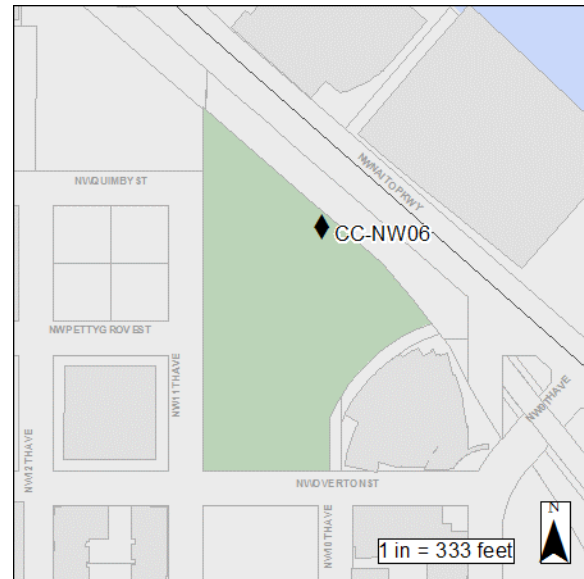 NW NAITO PKWY
NW QUIMBY ST
CC-NW06
NW PETTYGROVE ST
NW 11TH AVE
NW 9TH AVE
NW 12TH AVE
NW OVERTON ST
NW 10TH AVE
N
1 in = 333 feet